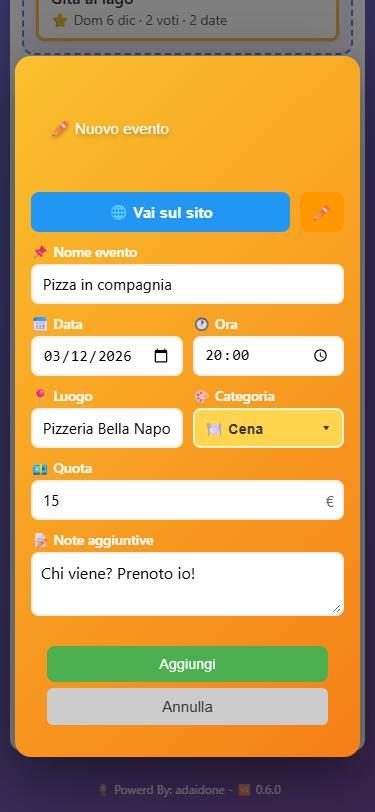 Gita al lago
Dom 6 dic · 2 voti · 2 date
Nuovo evento
Vai sul sito
Nome evento
Pizza in compagnia
Data
Ora
03/12/2026
20:00
Luogo
Categoria
Pizzeria Bella Napo
Cena
Quota
15
€
Note aggiuntive
Chi viene? Prenoto io!
Aggiungi
Annulla
Powerd By: adaidone - 🆚 0.6.0